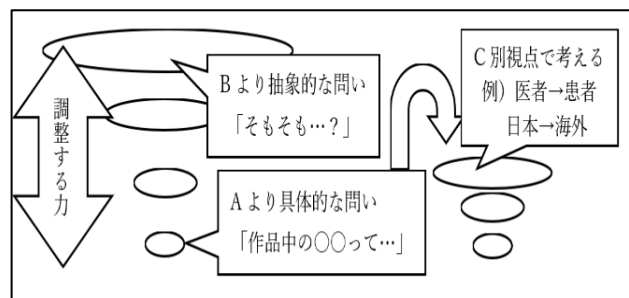 調整する力
Bより抽象的な問い
「そもそも…？」
Aより具体的な問い
「作品中の○○って…」
C別視点で考える
例）医者→患者
日本→海外